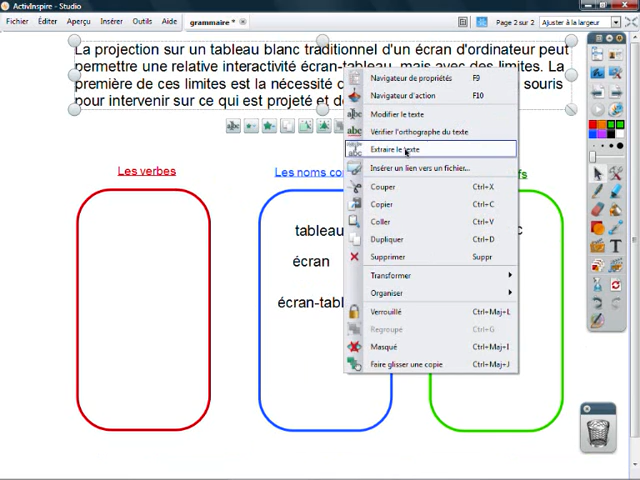 ActivInspire - Studio
Fichier Éditer Aperçu Insérer Outils Aide
grammaire *
Page 2 sur 2
Ajuster à la largeur
La projection sur un tableau blanc traditionnel d'un écran d'ordinateur peut
permettre une relative interactivité écran-tableau, mais avec des limites. La
première de ces limites est la nécessité d souris
pour intervenir sur ce qui est projeté et d
Navigateur de propriétés F9
Navigateur d'action F10
Modifier le texte
Vérifier l'orthographe du texte
Extraire le texte
Insérer un lien vers un fichier...
Couper Ctrl+X
Copier Ctrl+C
Coller Ctrl+V
Dupliquer Ctrl+D
Supprimer Suppr
Transformer
Organiser
Verrouillé Ctrl+Maj+L
Regroupé Ctrl+G
Masqué Ctrl+Maj+I
Faire glisser une copie Ctrl+Maj+J
Les verbes
Les noms co
fs
tableau
c
écran
écran-tabl